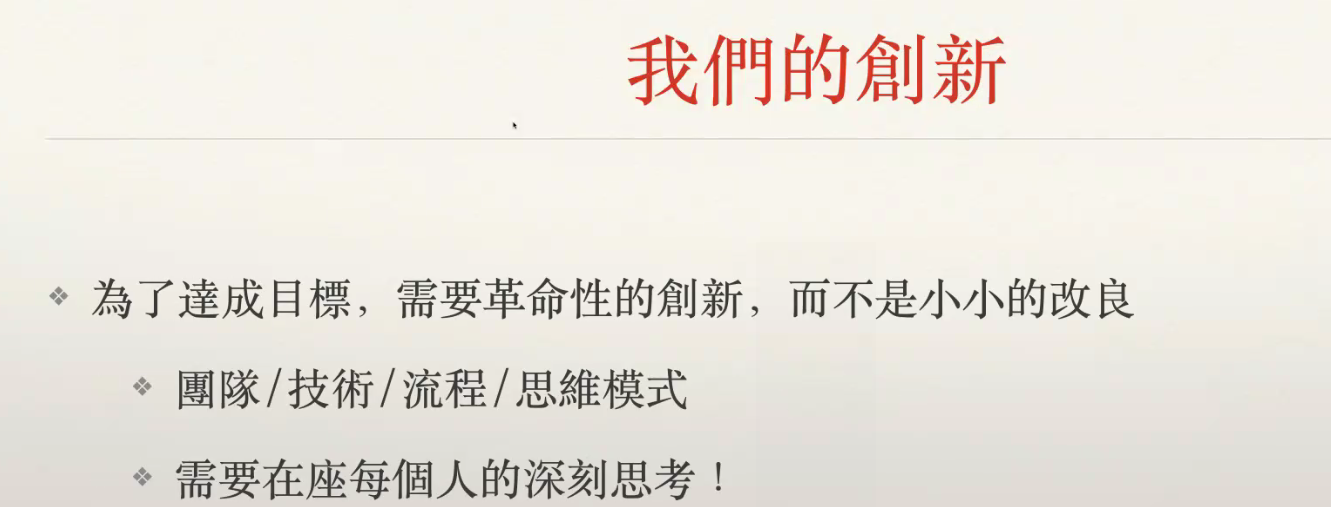 我們的創新
為了達成目標，需要革命性的創新，而不是小小的改良
團隊/技術/流程/思維模式
需要在座每個人的深刻思考！